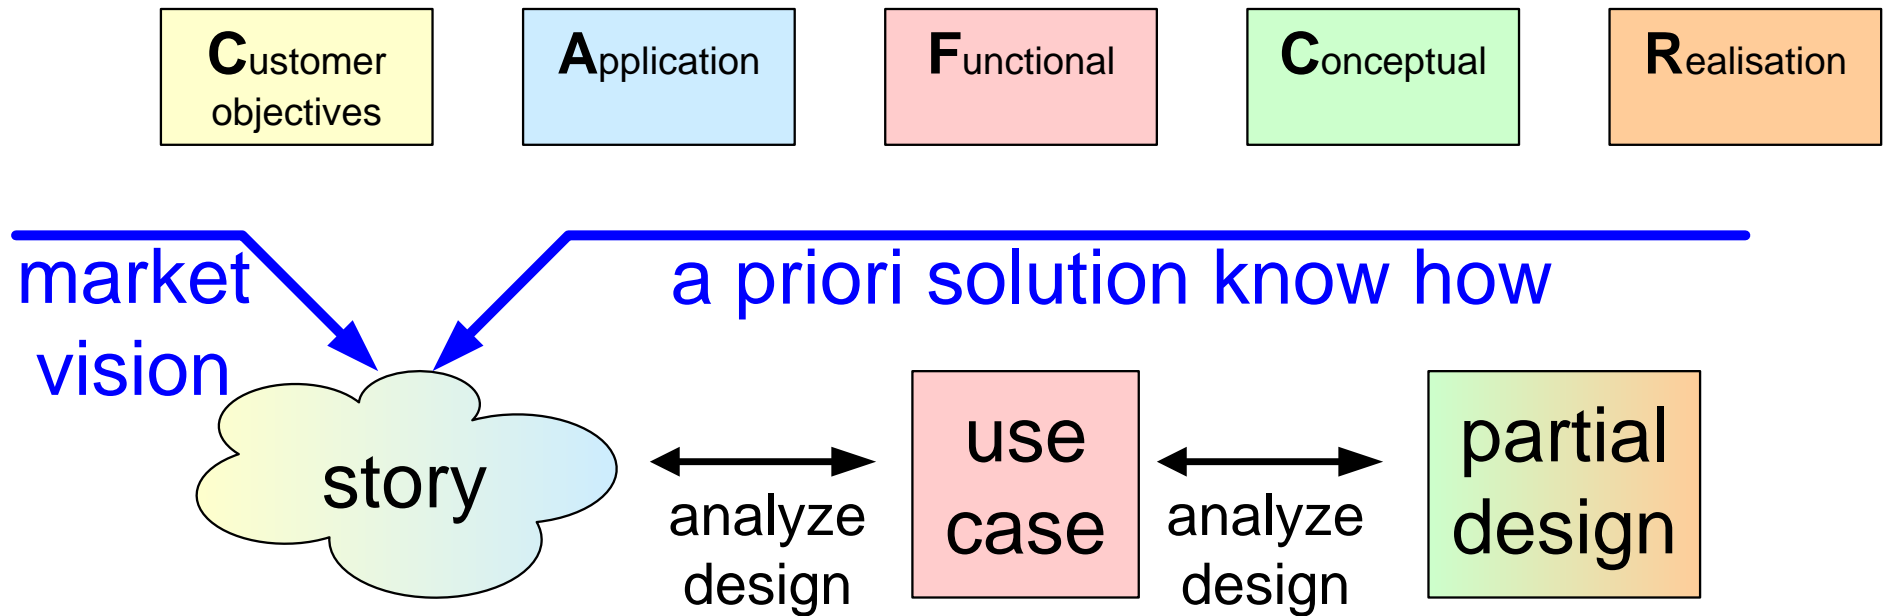 Customer
objectives
Application
Functional
Conceptual
Realisation
market
vision
a priori solution know how
story
analyze
design
use
case
analyze
design
partial
design